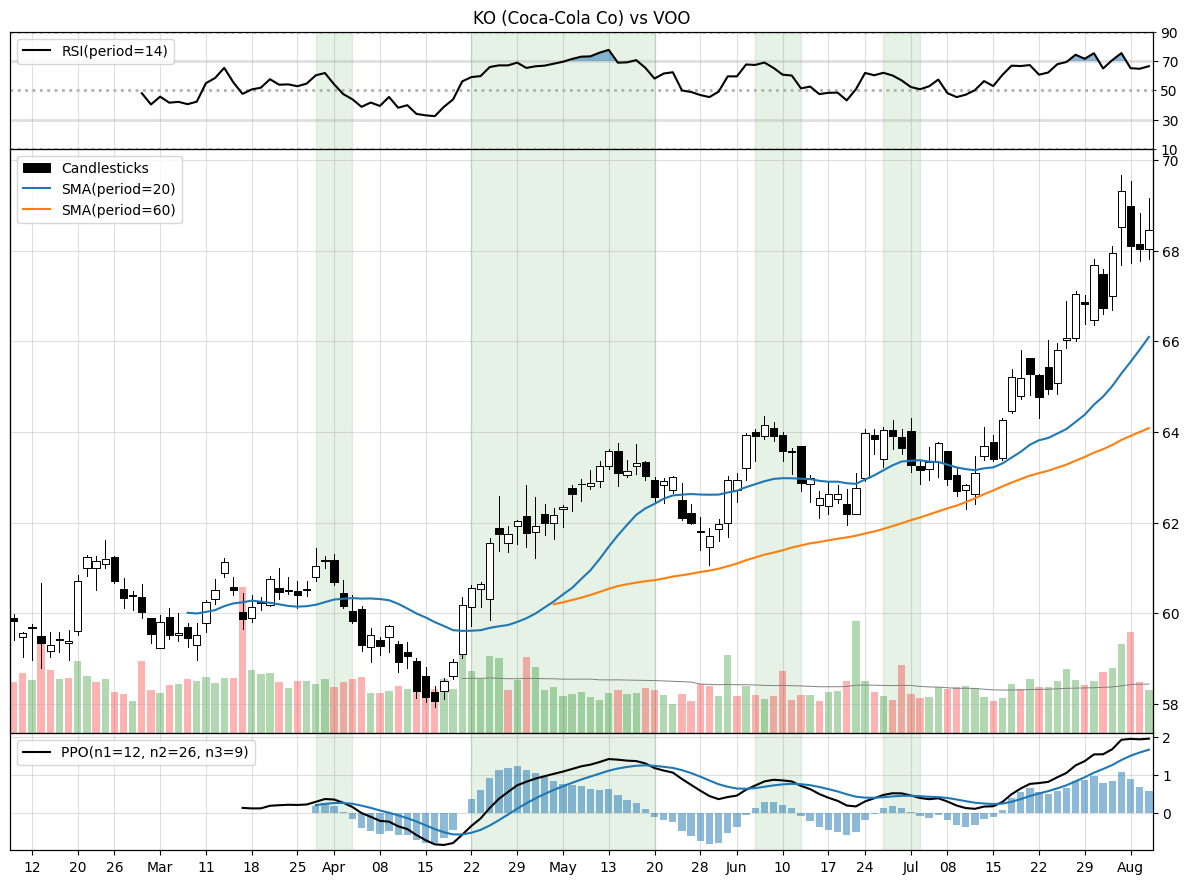 KO (Coca-Cola Co) vs VOO
RSI(period=14)
90
70
50
30
10
Candlesticks
SMA(period=20)
SMA(period=60)
70
68
66
64
62
60
58
PPO(n1=12, n2=26, n3=9)
2
1
0
12 20 26 Mar 11 18 25 Apr 08 15 22 29 May 13 20 28 Jun 10 17 24 Jul 08 15 22 29 Aug